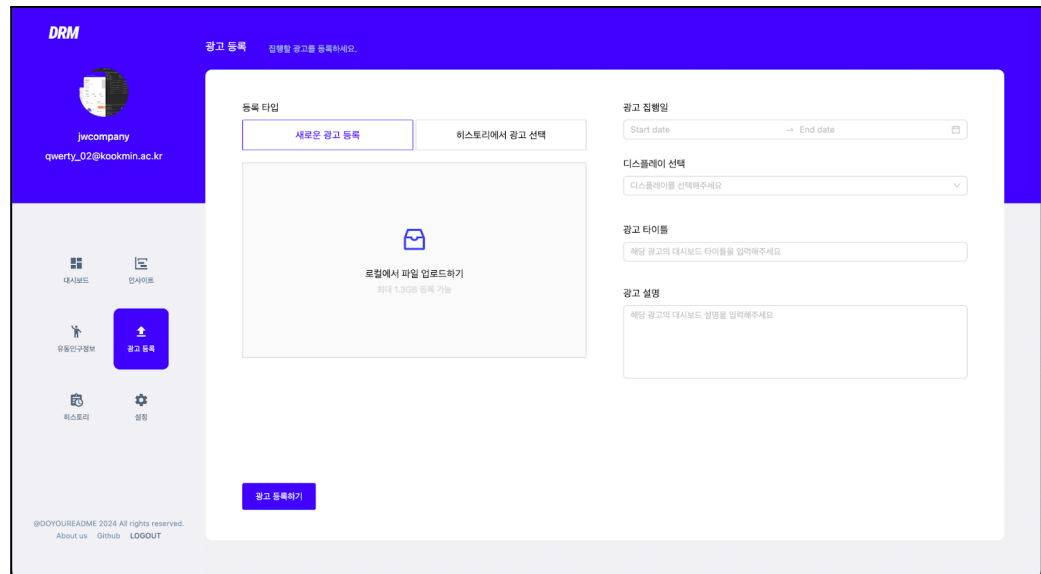 DRM
jwcompany
qwerty_02@kookmin.ac.kr
대시보드
인사이트
유동인구정보
광고 등록
히스토리
설정
@DOYOUREADME 2024 All rights reserved.
About us Github LOGOUT
광고 등록 집행할 광고를 등록하세요.
등록 타입
새로운 광고 등록
히스토리에서 광고 선택
로컬에서 파일 업로드하기
최대 1.3GB 등록 가능
광고 등록하기
광고 집행일
Start date → End date
디스플레이 선택
디스플레이를 선택해주세요
광고 타이틀
해당 광고의 대시보드 타이틀을 입력해주세요
광고 설명
해당 광고의 대시보드 설명을 입력해주세요